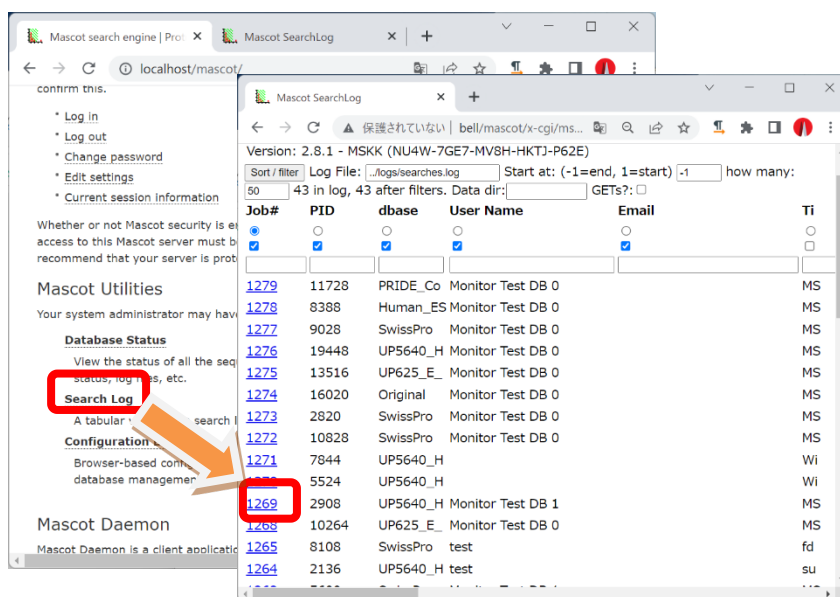 Mascot search engine | Prot
Mascot SearchLog
localhost/mascot/
confirm this.
* Log in
* Log out
* Change password
* Edit settings
* Current session information
Whether or not Mascot security is en
access to this Mascot server must b
recommend that your server is prote
Mascot Utilities
Your system administrator may have
Database Status
View the status of all the sequ
status, log files, etc.
Search Log
A tabular search l
Configuration
Browser-based
database managemen
Mascot Daemon
Mascot Daemon is a client applicatio
Mascot SearchLog
保護されていない | bell/mascot/x-cgi/ms...
Version: 2.8.1 - MSKK (NU4W-7GE7-MV8H-HKTJ-P62E)
Sort / filter Log File: ../logs/searches.log Start at: (-1=end, 1=start) -1 how many:
50 43 in log, 43 after filters. Data dir: GETs?:
Job# PID dbase User Name Email Ti
1279 11728 PRIDE_Co Monitor Test DB 0 MS
1278 8388 Human_ES Monitor Test DB 0 MS
1277 9028 SwissPro Monitor Test DB 0 MS
1276 19448 UP5640_H Monitor Test DB 0 MS
1275 13516 UP625_E_ Monitor Test DB 0 MS
1274 16020 Original Monitor Test DB 0 MS
1273 2820 SwissPro Monitor Test DB 0 MS
1272 10828 SwissPro Monitor Test DB 0 MS
1271 7844 UP5640_H Wi
5524 UP5640_H Wi
1269 2908 UP5640_H Monitor Test DB 1 MS
1268 10264 UP625_E_ Monitor Test DB 0 MS
1265 8108 SwissPro test fd
1264 2136 UP5640_H test su